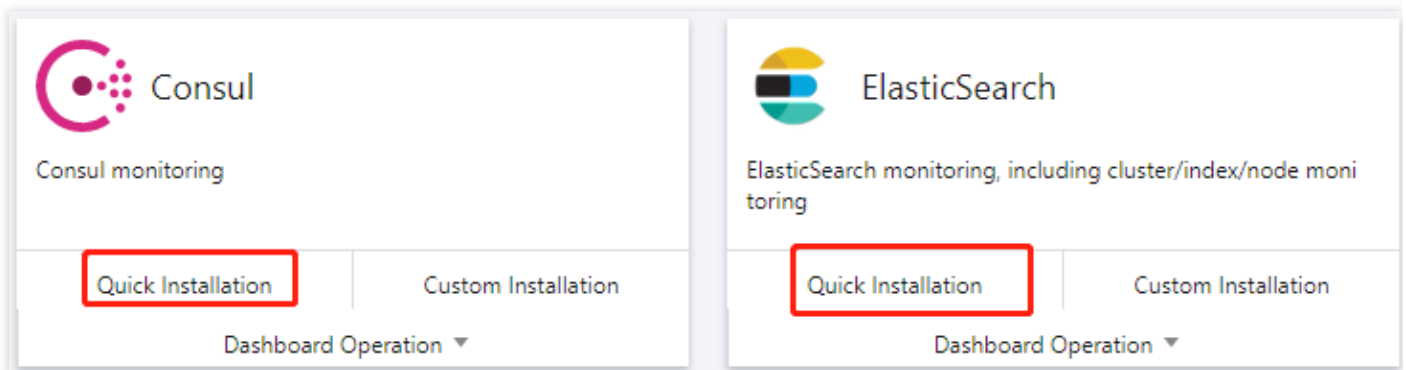 Consul
Consul monitoring
Quick Installation
Custom Installation
Dashboard Operation
ElasticSearch
ElasticSearch monitoring, including cluster/index/node moni
toring
Quick Installation
Custom Installation
Dashboard Operation